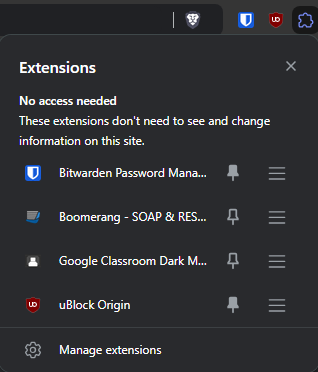 Extensions
No access needed
These extensions don't need to see and change
information on this site.
Bitwarden Password Mana...
Boomerang - SOAP & RES...
Google Classroom Dark M...
uBlock Origin
Manage extensions